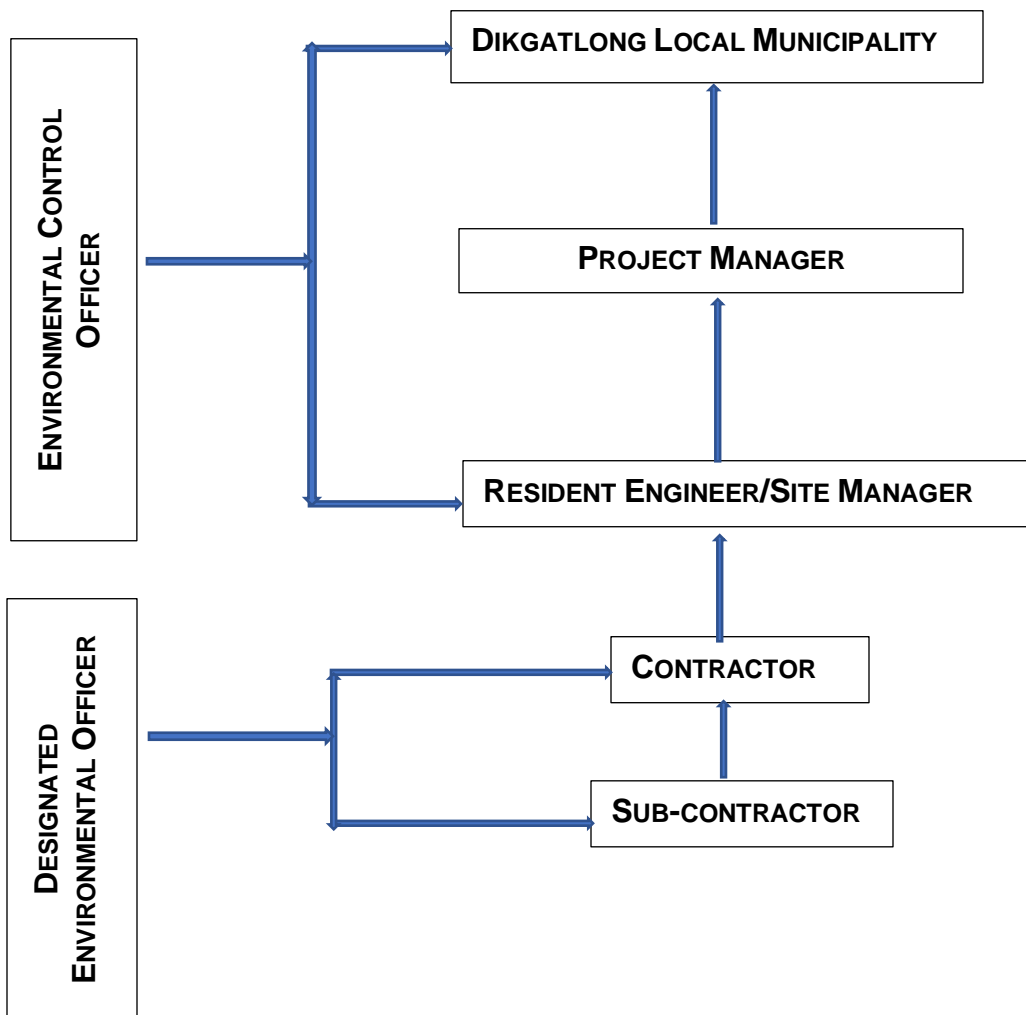 DIKGATLONG LOCAL MUNICIPALITY
ENVIRONMENTAL CONTROL
OFFICER
PROJECT MANAGER
RESIDENT ENGINEER/SITE MANAGER
DESIGNATED
ENVIRONMENTAL OFFICER
CONTRACTOR
SUB-CONTRACTOR